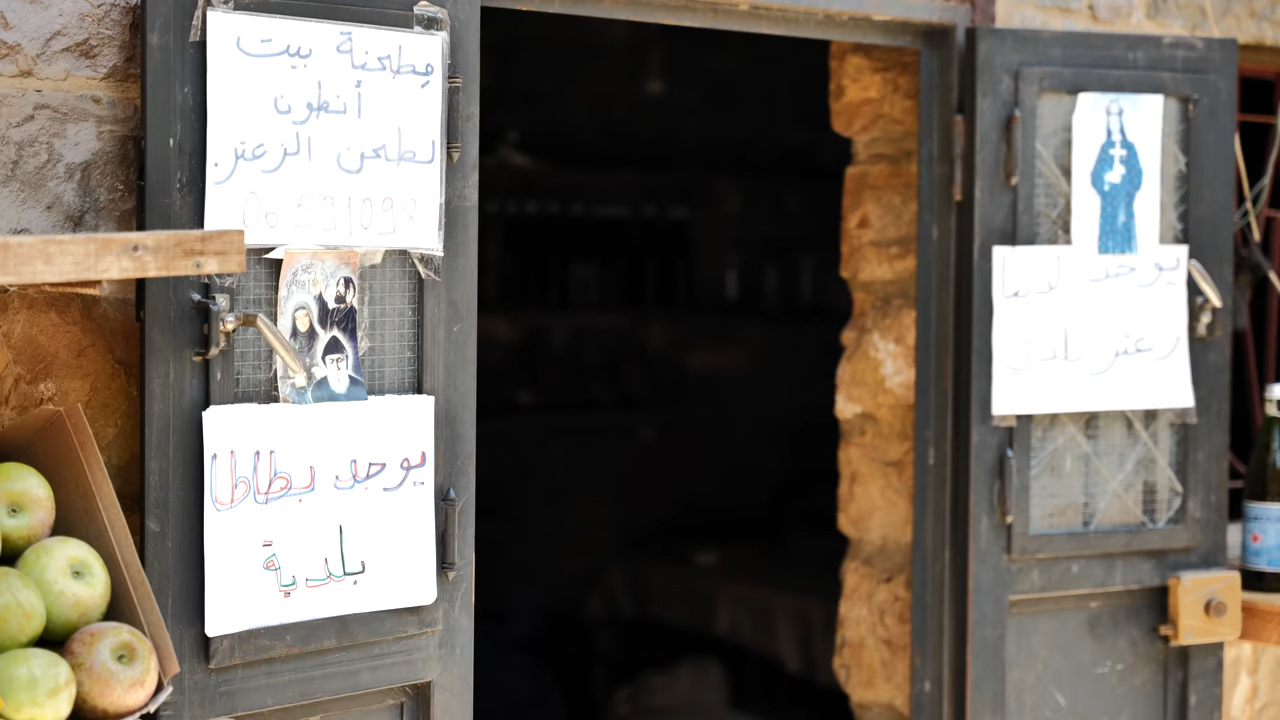 مطحنة بيت
أنطون
لطحن الزعتر.
يوجد بطاطا
بلدية
يوجد لدينا
زعتر بلدي